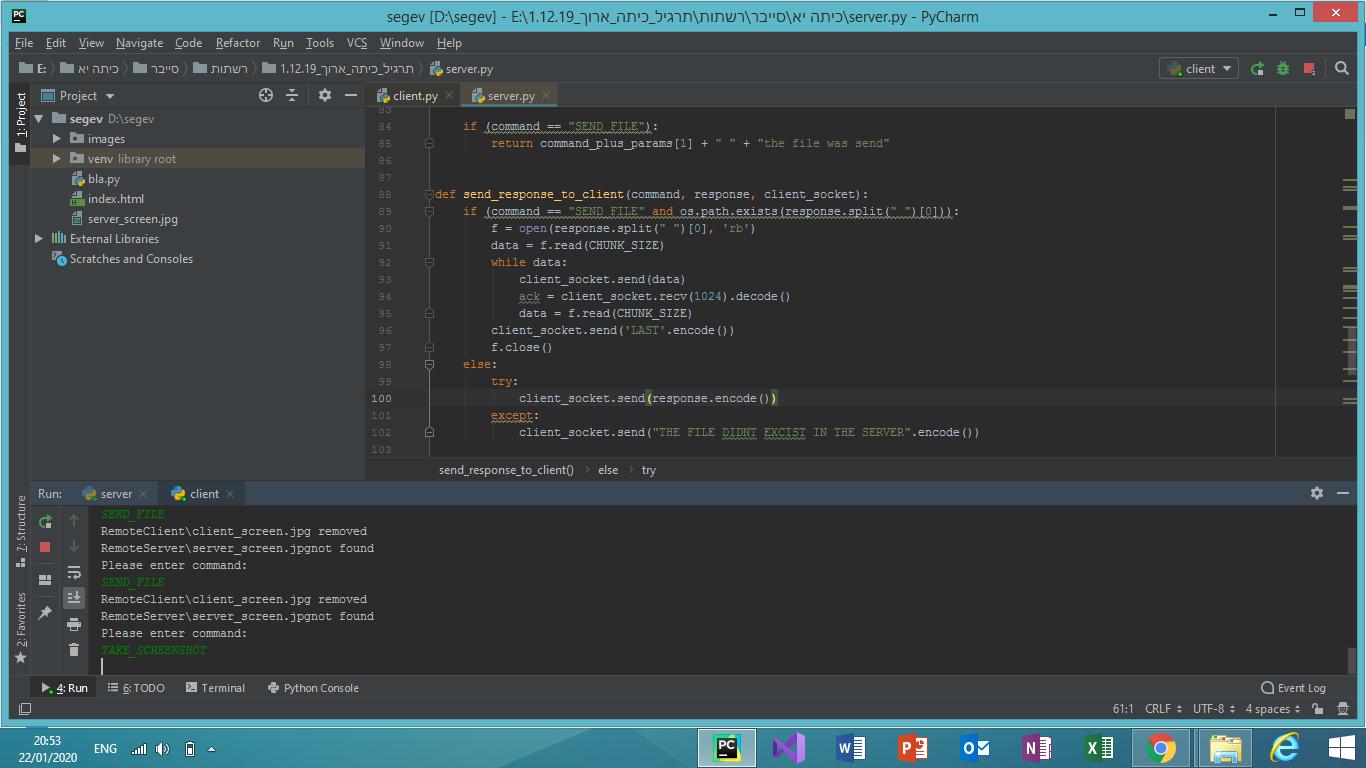 segev [D:\segev] - E:\כיתה יא\סייבר\רשתות\תרגיל_כיתה_ארוך_1.12.19\server.py - PyCharm
File Edit View Navigate Code Refactor Run Tools VCS Window Help
E: כיתה יא סייבר רשתות תרגיל_כיתה_ארוך_1.12.19 server.py client
1: Project
Project
client.py server.py
segev D:\segev
images
venv library root
bla.py
index.html
server_screen.jpg
External Libraries
Scratches and Consoles
83
84 if (command == "SEND_FILE"):
85 return command_plus_params[1] + " " + "the file was send"
86
87
88 def send_response_to_client(command, response, client_socket):
89 if (command == "SEND_FILE" and os.path.exists(response.split(" ")[0])):
90 f = open(response.split(" ")[0], 'rb')
91 data = f.read(CHUNK_SIZE)
92 while data:
93 client_socket.send(data)
94 ack = client_socket.recv(1024).decode()
95 data = f.read(CHUNK_SIZE)
96 client_socket.send('LAST'.encode())
97 f.close()
98 else:
99 try:
100 client_socket.send(response.encode())
101 except:
102 client_socket.send("THE FILE DIDNT EXCIST IN THE SERVER".encode())
103
send_response_to_client() else try
Run: server client
7: Structure
2: Favorites
SEND_FILE
RemoteClient\client_screen.jpg removed
RemoteServer\server_screen.jpgnot found
Please enter command:
SEND_FILE
RemoteClient\client_screen.jpg removed
RemoteServer\server_screen.jpgnot found
Please enter command:
TAKE_SCREENSHOT
4: Run 6: TODO Terminal Python Console Event Log
61:1 CRLF UTF-8 4 spaces
20:53
22/01/2020
ENG